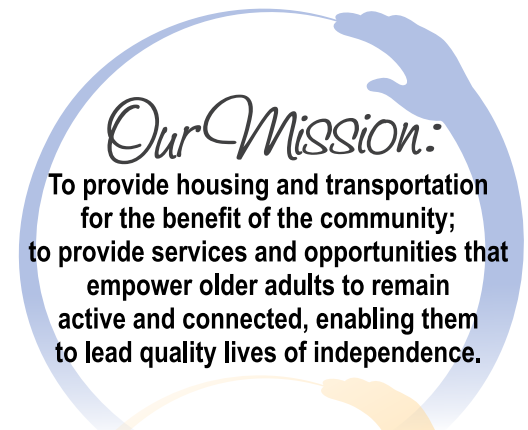 Our Mission:
To provide housing and transportation
for the benefit of the community;
to provide services and opportunities that
empower older adults to remain
active and connected, enabling them
to lead quality lives of independence.